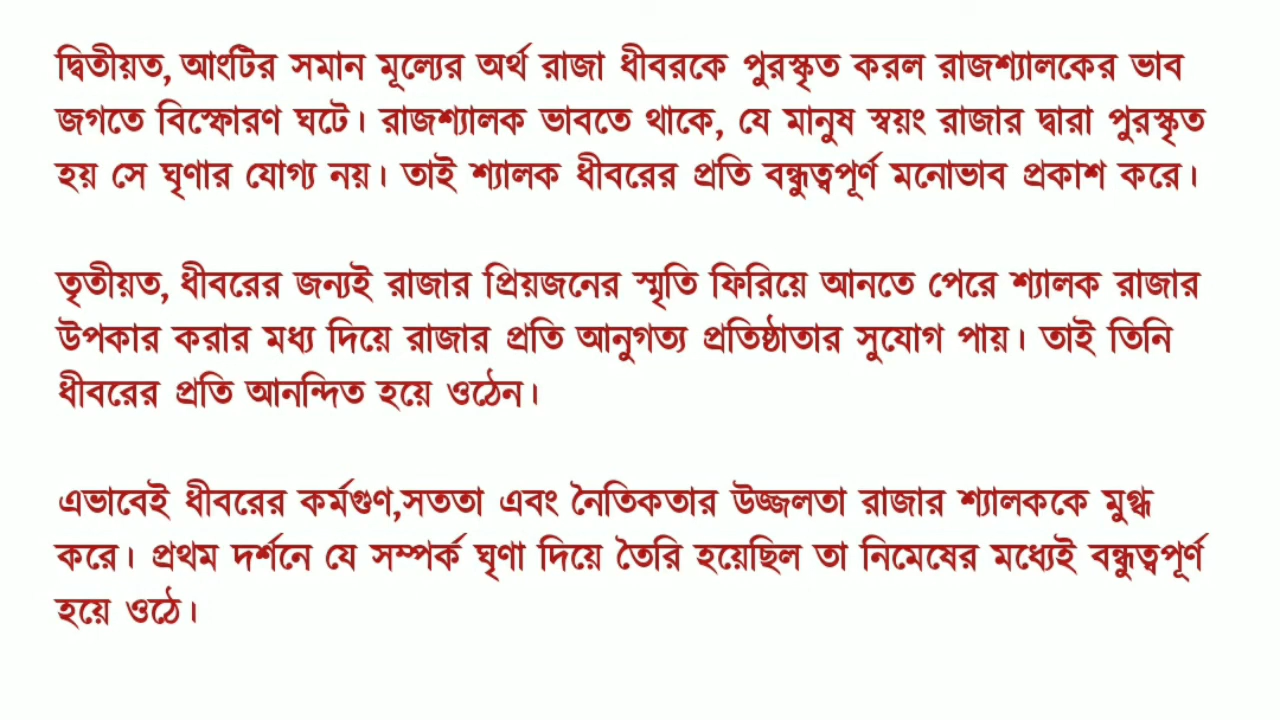 দ্বিতীয়ত, আংটির সমান মূল্যের অর্থ রাজা ধীবরকে পুরস্কৃত করল রাজশ্যালকের ভাব
জগতে বিস্ফোরণ ঘটে। রাজশ্যালক ভাবতে থাকে, যে মানুষ স্বয়ং রাজার দ্বারা পুরস্কৃত
হয় সে ঘৃণার যোগ্য নয়। তাই শ্যালক ধীবরের প্রতি বন্ধুত্বপূর্ণ মনোভাব প্রকাশ করে।
তৃতীয়ত, ধীবরের জন্যই রাজার প্রিয়জনের স্মৃতি ফিরিয়ে আনতে পেরে শ্যালক রাজার
উপকার করার মধ্য দিয়ে রাজার প্রতি আনুগত্য প্রতিষ্ঠাতার সুযোগ পায়। তাই তিনি
ধীবরের প্রতি আনন্দিত হয়ে ওঠেন।
এভাবেই ধীবরের কর্মগুণ,সততা এবং নৈতিকতার উজ্জলতা রাজার শ্যালককে মুগ্ধ
করে। প্রথম দর্শনে যে সম্পর্ক ঘৃণা দিয়ে তৈরি হয়েছিল তা নিমেষের মধ্যেই বন্ধুত্বপূর্ণ
হয়ে ওঠে।